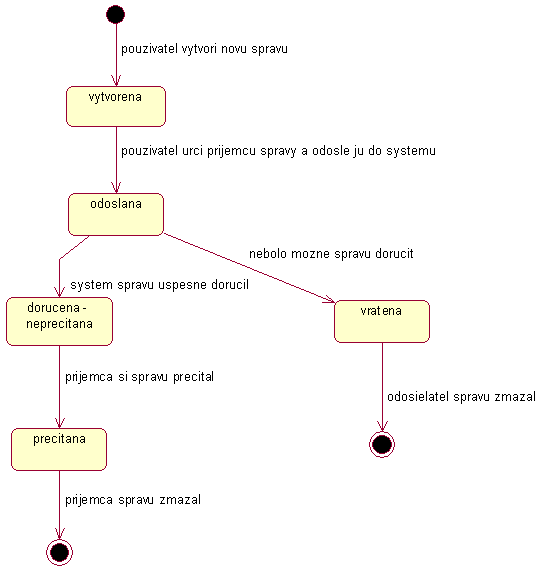 pouzivatel vytvori novu spravu
vytvorena
pouzivatel urci prijemcu spravy a odosle ju do systemu
odoslana
nebolo mozne spravu dorucit
system spravu uspesne dorucil
dorucena -
neprecitana
vratena
prijemca si spravu precital
odosielatel spravu zmazal
precitana
prijemca spravu zmazal